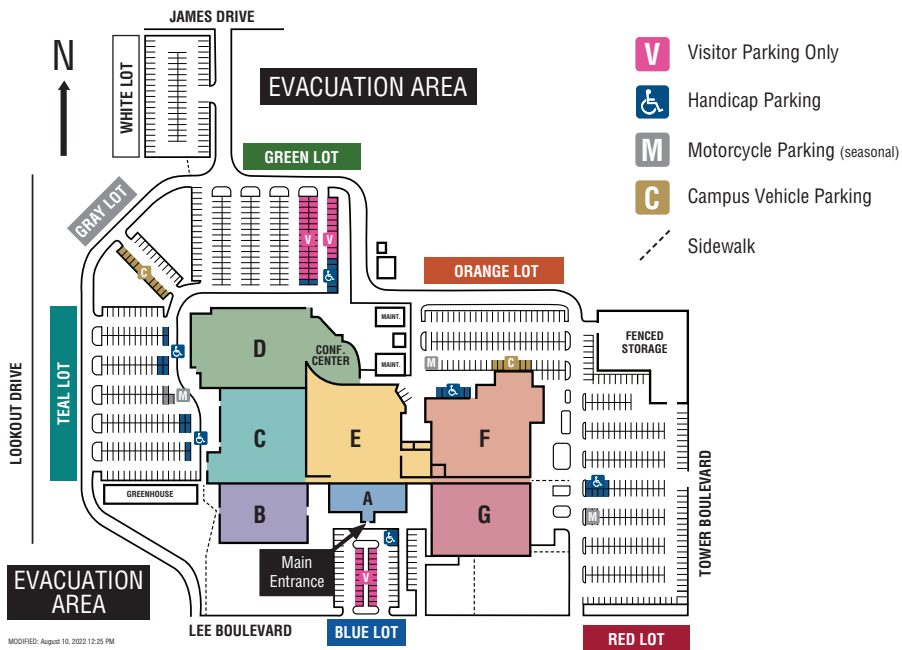 JAMES DRIVE
N
WHITE LOT
EVACUATION AREA
V Visitor Parking Only
Handicap Parking
M Motorcycle Parking (seasonal)
C Campus Vehicle Parking
Sidewalk
GREEN LOT
GRAY LOT
V
V
C
ORANGE LOT
MAINT.
MAINT.
FENCED
STORAGE
D
CONF.
CENTER
M
C
LOOKOUT DRIVE
TEAL LOT
M
C
E
F
GREENHOUSE
B
A
G
M
TOWER BOULEVARD
Main
Entrance
V
EVACUATION
AREA
LEE BOULEVARD
BLUE LOT
RED LOT
MODIFIED: August 10, 2022 12:25 PM